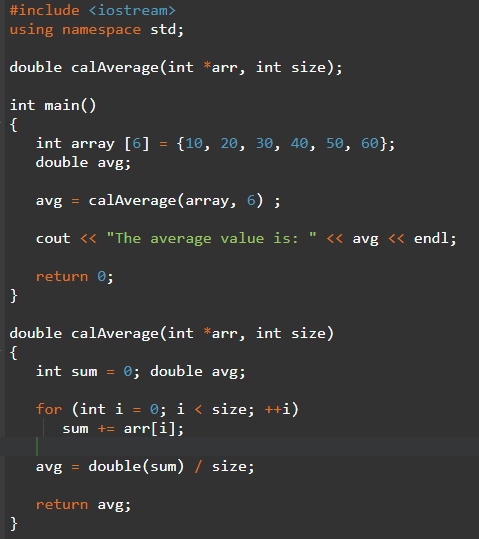 #include <iostream>
using namespace std;
double calAverage(int *arr, int size);
int main()
{
int array [6] = {10, 20, 30, 40, 50, 60};
double avg;
avg = calAverage(array, 6) ;
cout << "The average value is: " << avg << endl;
return 0;
}
double calAverage(int *arr, int size)
{
int sum = 0; double avg;
for (int i = 0; i < size; ++i)
sum += arr[i];
avg = double(sum) / size;
return avg;
}